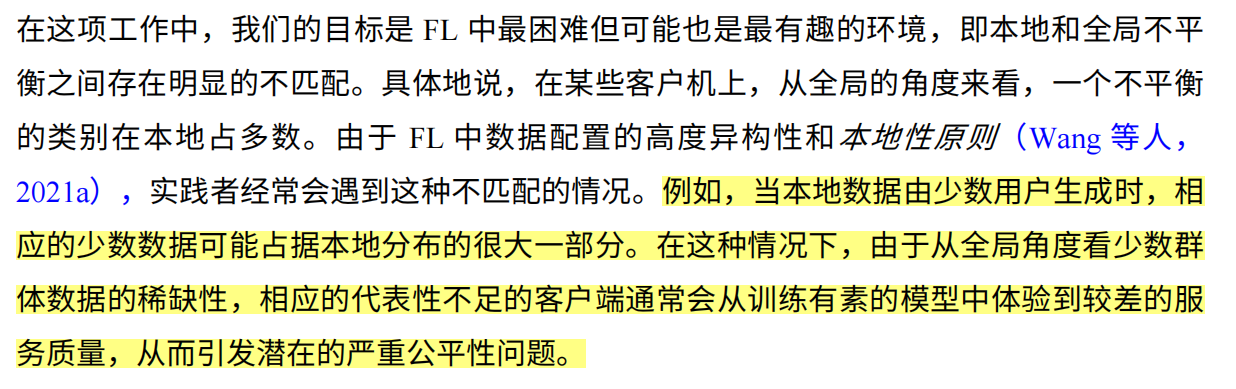 在这项工作中，我们的目标是 FL 中最困难但可能也是最有趣的环境，即本地和全局不平
衡之间存在明显的不匹配。具体地说，在某些客户机上，从全局的角度来看，一个不平衡
的类别在本地占多数。由于 FL 中数据配置的高度异构性和本地性原则（Wang 等人，
2021a），实践者经常会遇到这种不匹配的情况。例如，当本地数据由少数用户生成时，相
应的少数数据可能占据本地分布的很大一部分。在这种情况下，由于从全局角度看少数群
体数据的稀缺性，相应的代表性不足的客户端通常会从训练有素的模型中体验到较差的服
务质量，从而引发潜在的严重公平性问题。